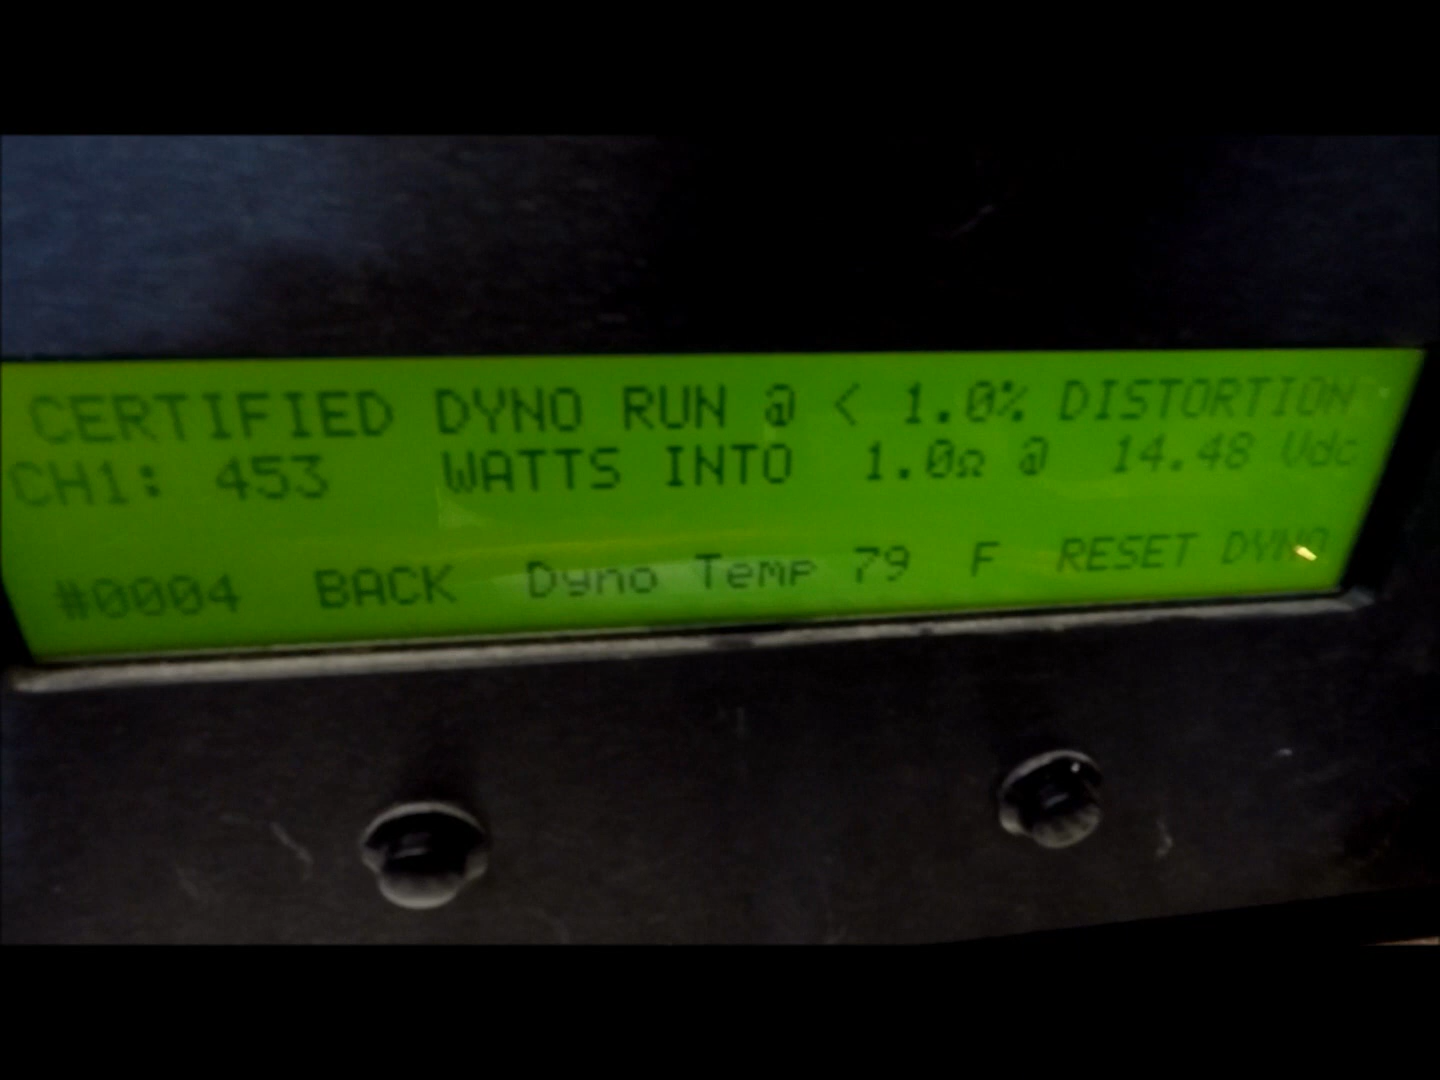 CERTIFIED DYNO RUN @ < 1.0% DISTORTION
CH1: 453 WATTS INTO 1.0Ω @ 14.48 Vdc
#0004 BACK Dyno Temp 79 F RESET DYNO